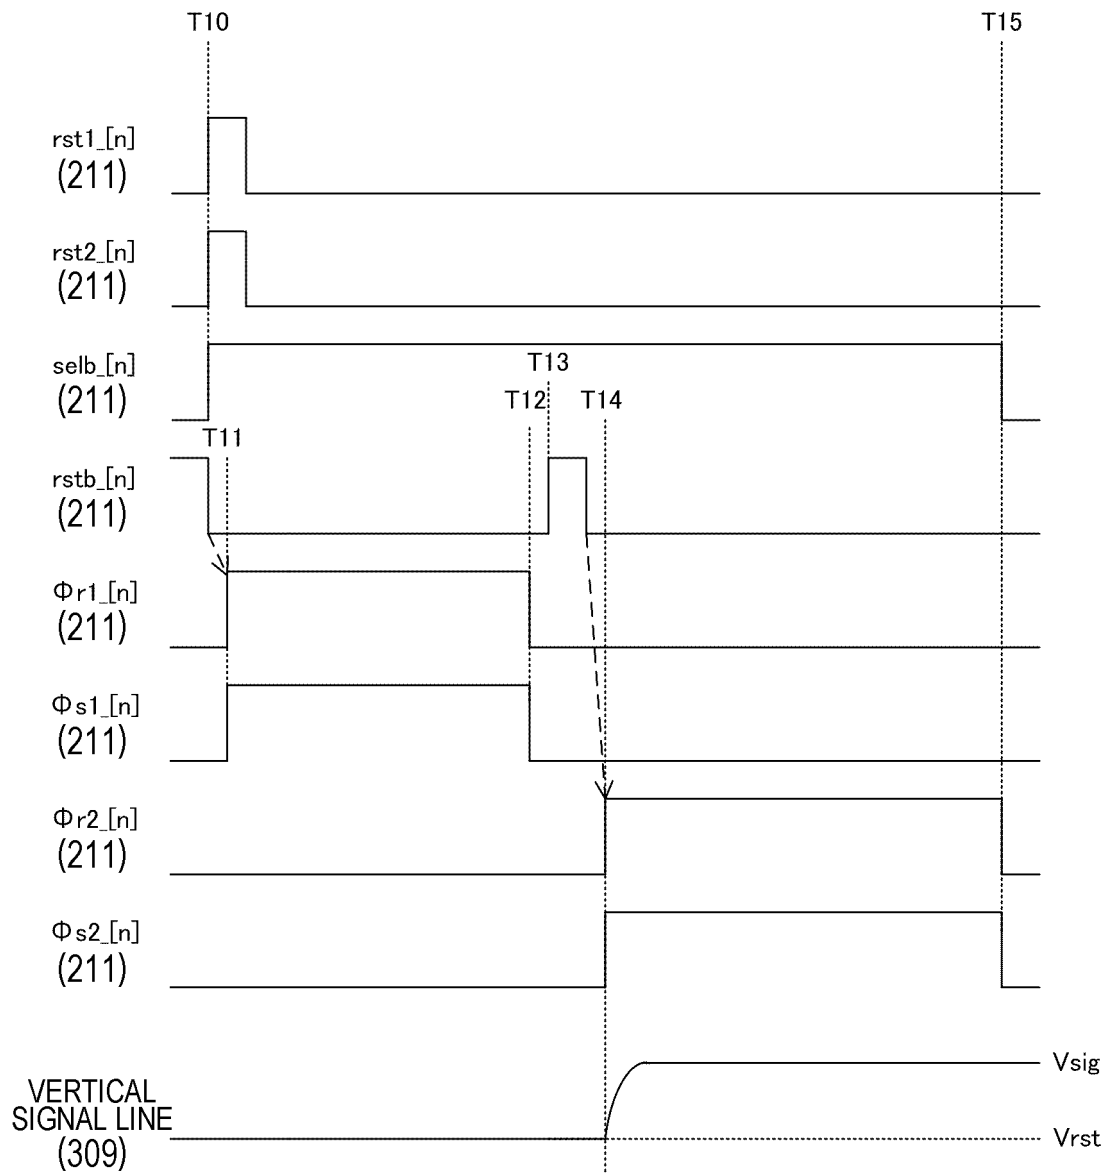 T10
T15
rst1_[n]
(211)
rst2_[n]
(211)
selb_[n]
(211)
T13
T12
T14
T11
rstb_[n]
(211)
Φr1_[n]
(211)
Φs1_[n]
(211)
Φr2_[n]
(211)
Φs2_[n]
(211)
Vsig
VERTICAL
SIGNAL LINE
(309)
Vrst